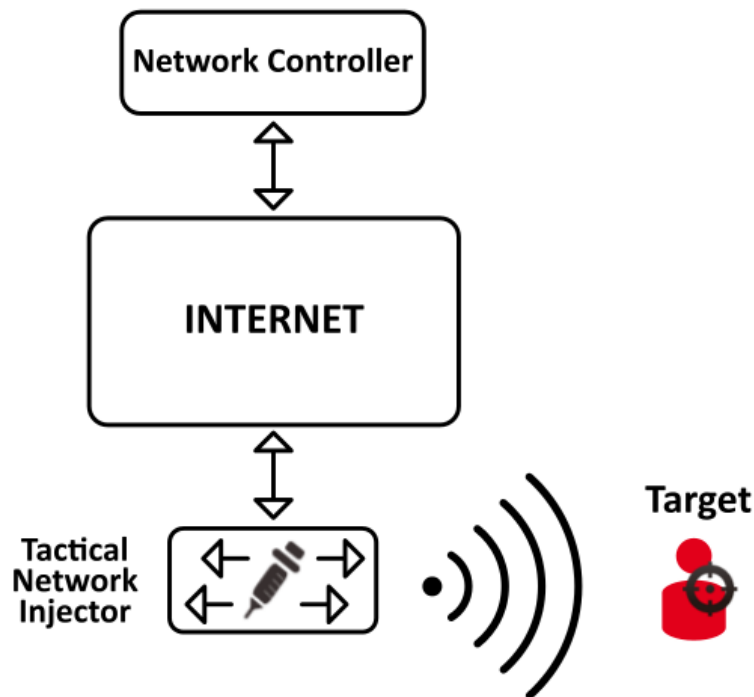 Network Controller
INTERNET
Target
Tactical
Network
Injector